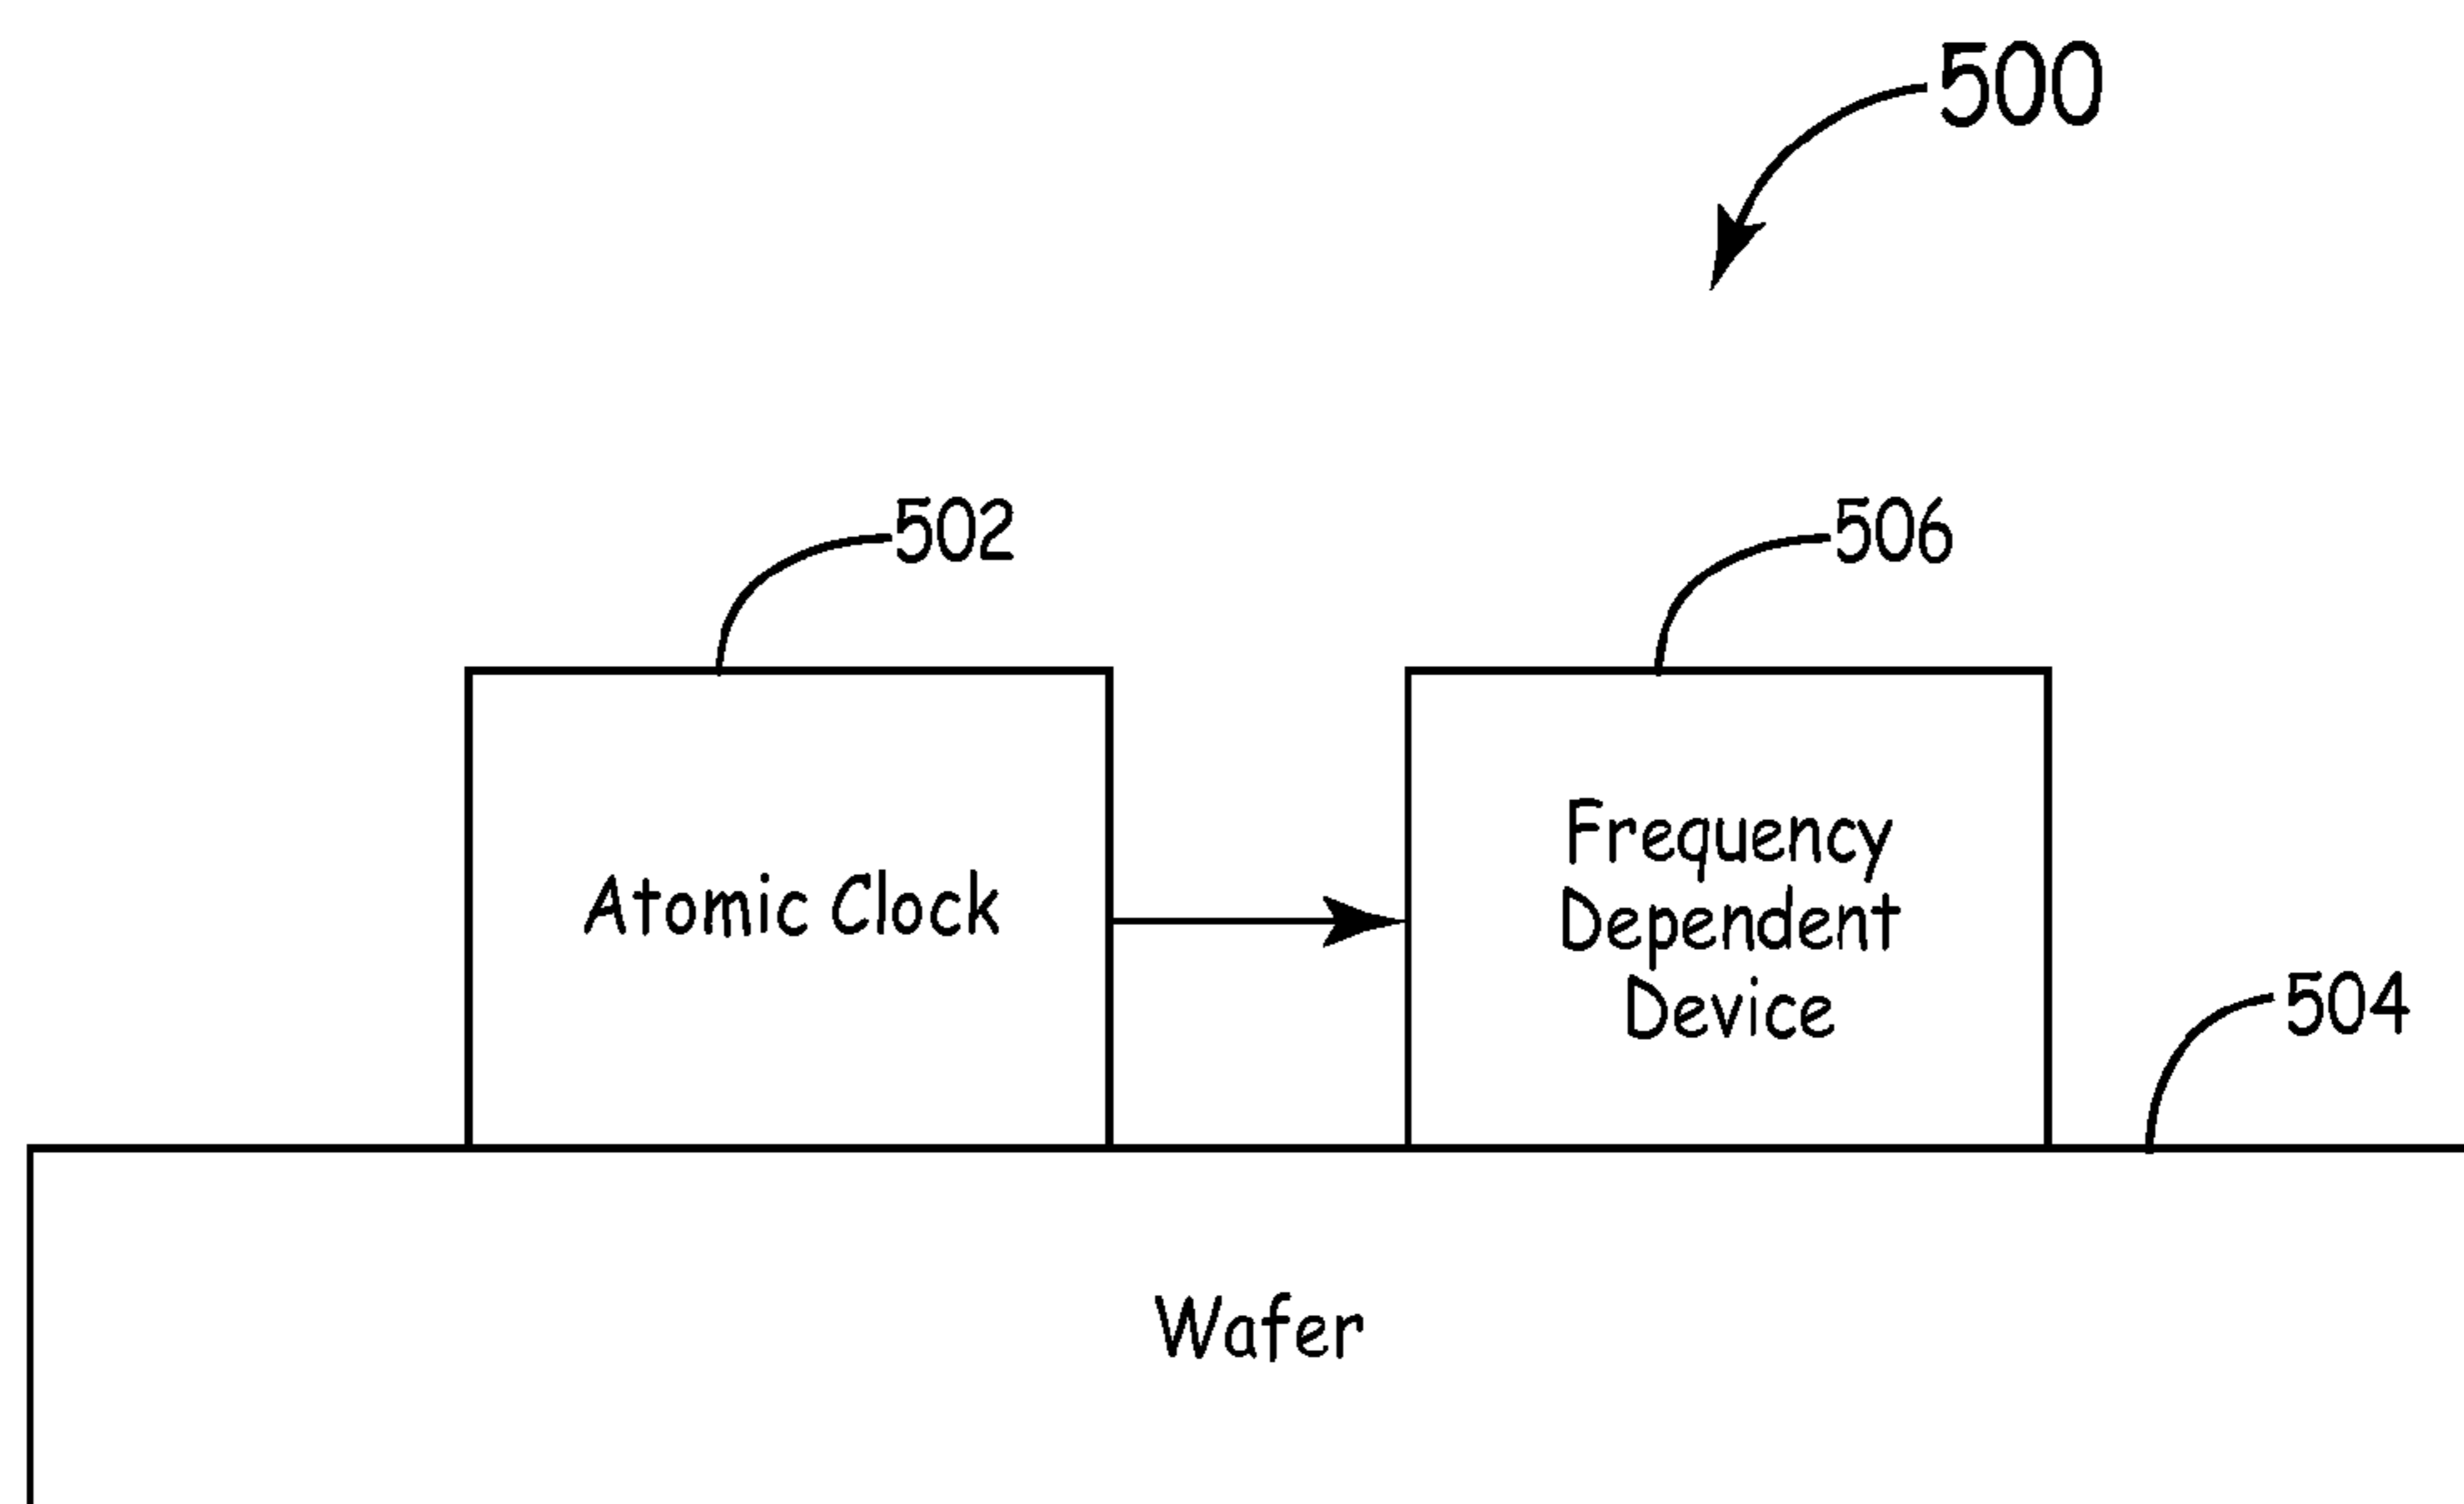 500
502
506
Atomic Clock
Frequency
Dependent
Device
504
Wafer